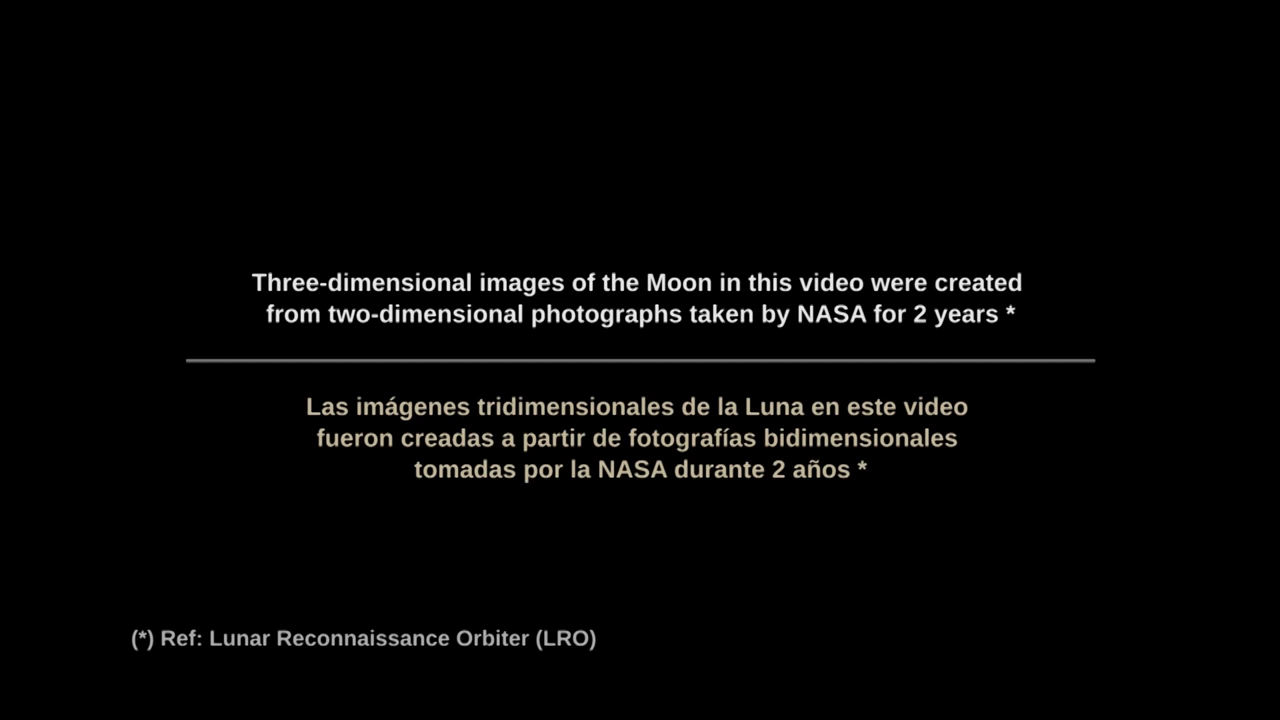 Three-dimensional images of the Moon in this video were created
from two-dimensional photographs taken by NASA for 2 years *
Las imágenes tridimensionales de la Luna en este video
fueron creadas a partir de fotografías bidimensionales
tomadas por la NASA durante 2 años *
(*) Ref: Lunar Reconnaissance Orbiter (LRO)